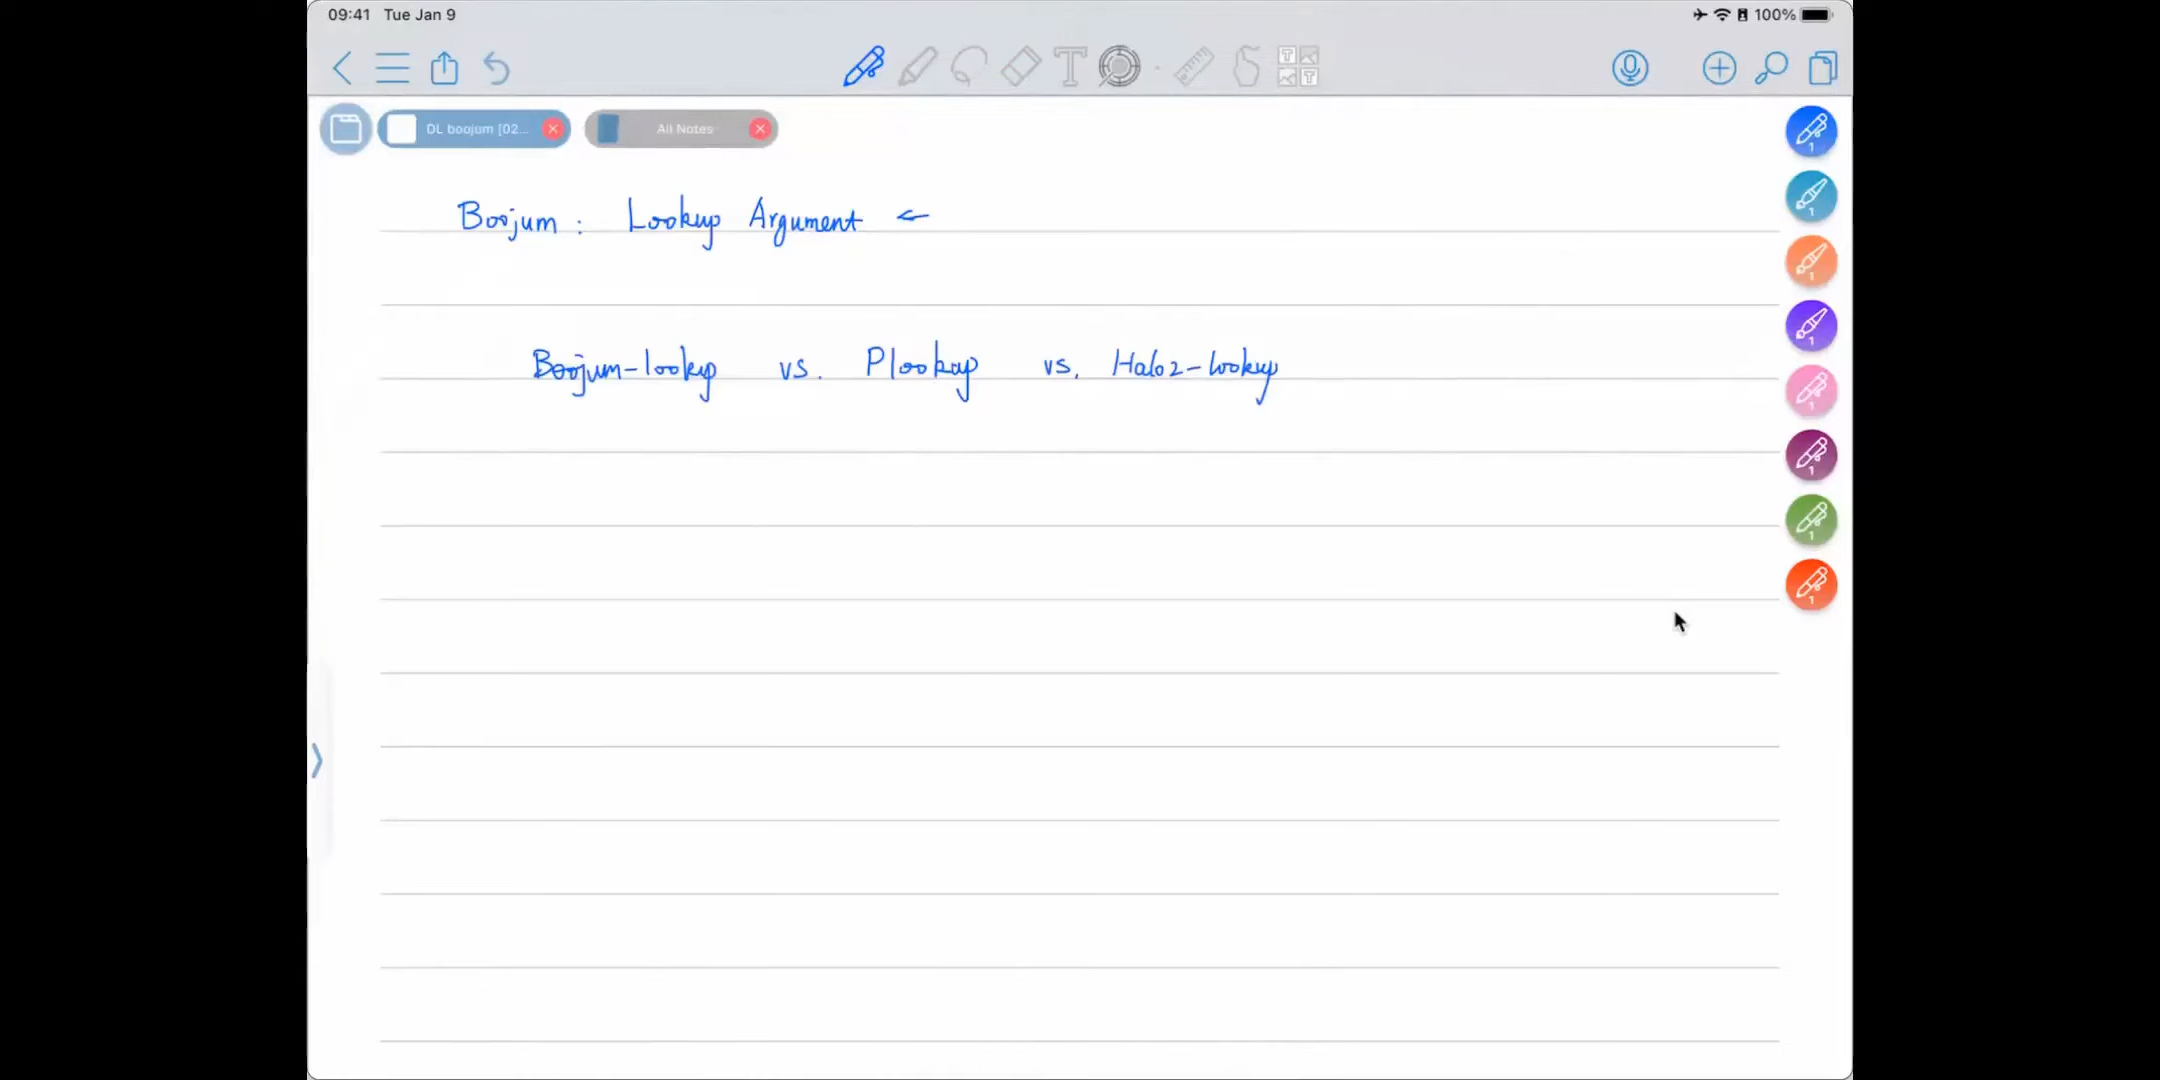 09:41 Tue Jan 9 100%
DL boojum [02... All Notes
Boojum : Lookup Argument ←
Boojum-lookup vs. Plookup vs. Halo2-lookup